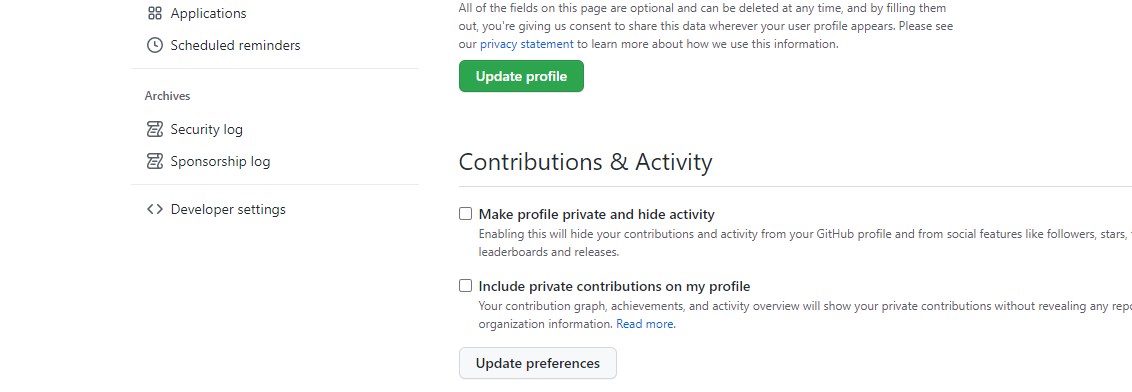 Applications
Scheduled reminders
Archives
Security log
Sponsorship log
Developer settings
All of the fields on this page are optional and can be deleted at any time, and by filling them
out, you're giving us consent to share this data wherever your user profile appears. Please see
our privacy statement to learn more about how we use this information.
Update profile
Contributions & Activity
Make profile private and hide activity
Enabling this will hide your contributions and activity from your GitHub profile and from social features like followers, stars,
leaderboards and releases.
Include private contributions on my profile
Your contribution graph, achievements, and activity overview will show your private contributions without revealing any
organization information. Read more.
Update preferences